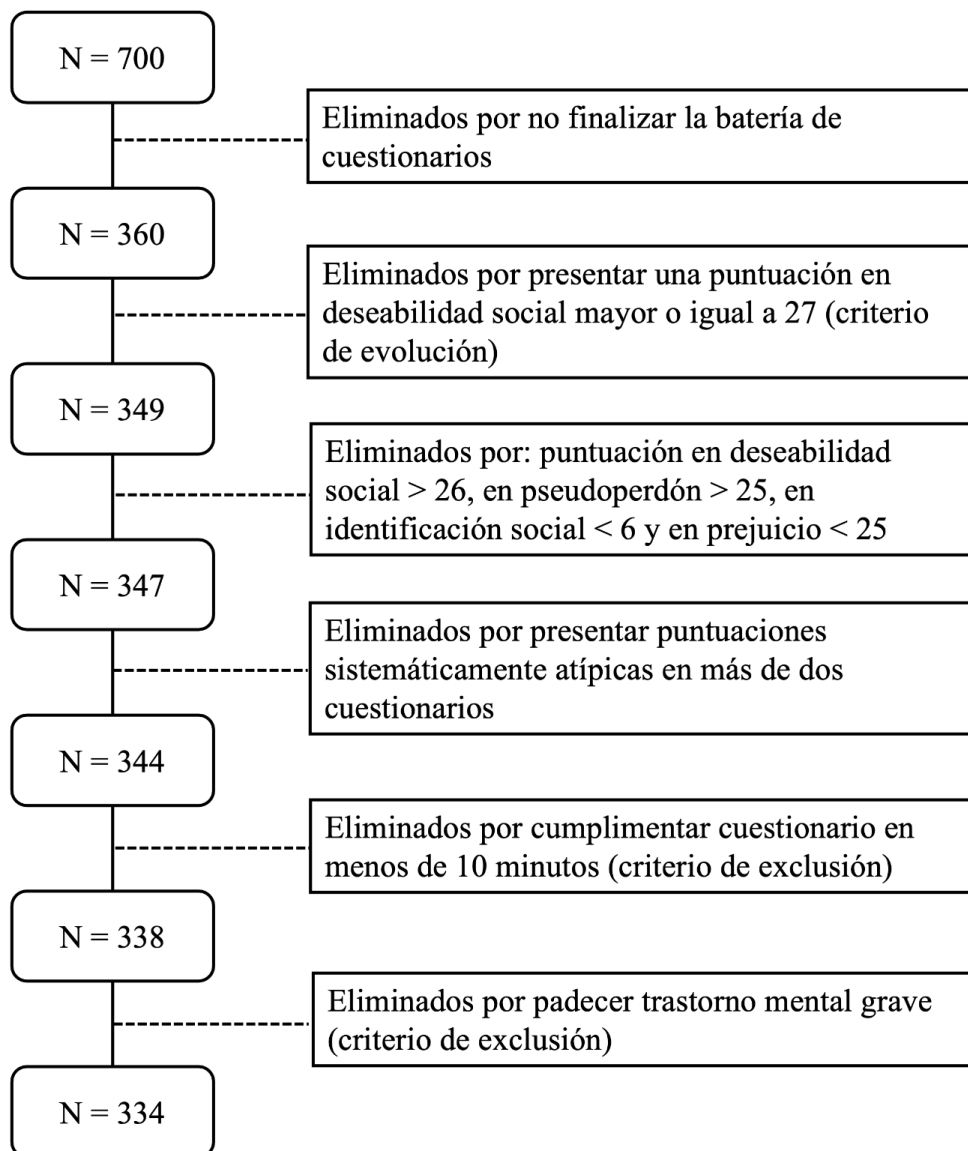 N = 700
Eliminados por no finalizar la batería de
cuestionarios
N = 360
Eliminados por presentar una puntuación en
deseabilidad social mayor o igual a 27 (criterio
de evolución)
N = 349
Eliminados por: puntuación en deseabilidad
social > 26, en pseudoperdón > 25, en
identificación social < 6 y en prejuicio < 25
N = 347
Eliminados por presentar puntuaciones
sistemáticamente atípicas en más de dos
cuestionarios
N = 344
Eliminados por cumplimentar cuestionario en
menos de 10 minutos (criterio de exclusión)
N = 338
Eliminados por padecer trastorno mental grave
(criterio de exclusión)
N = 334